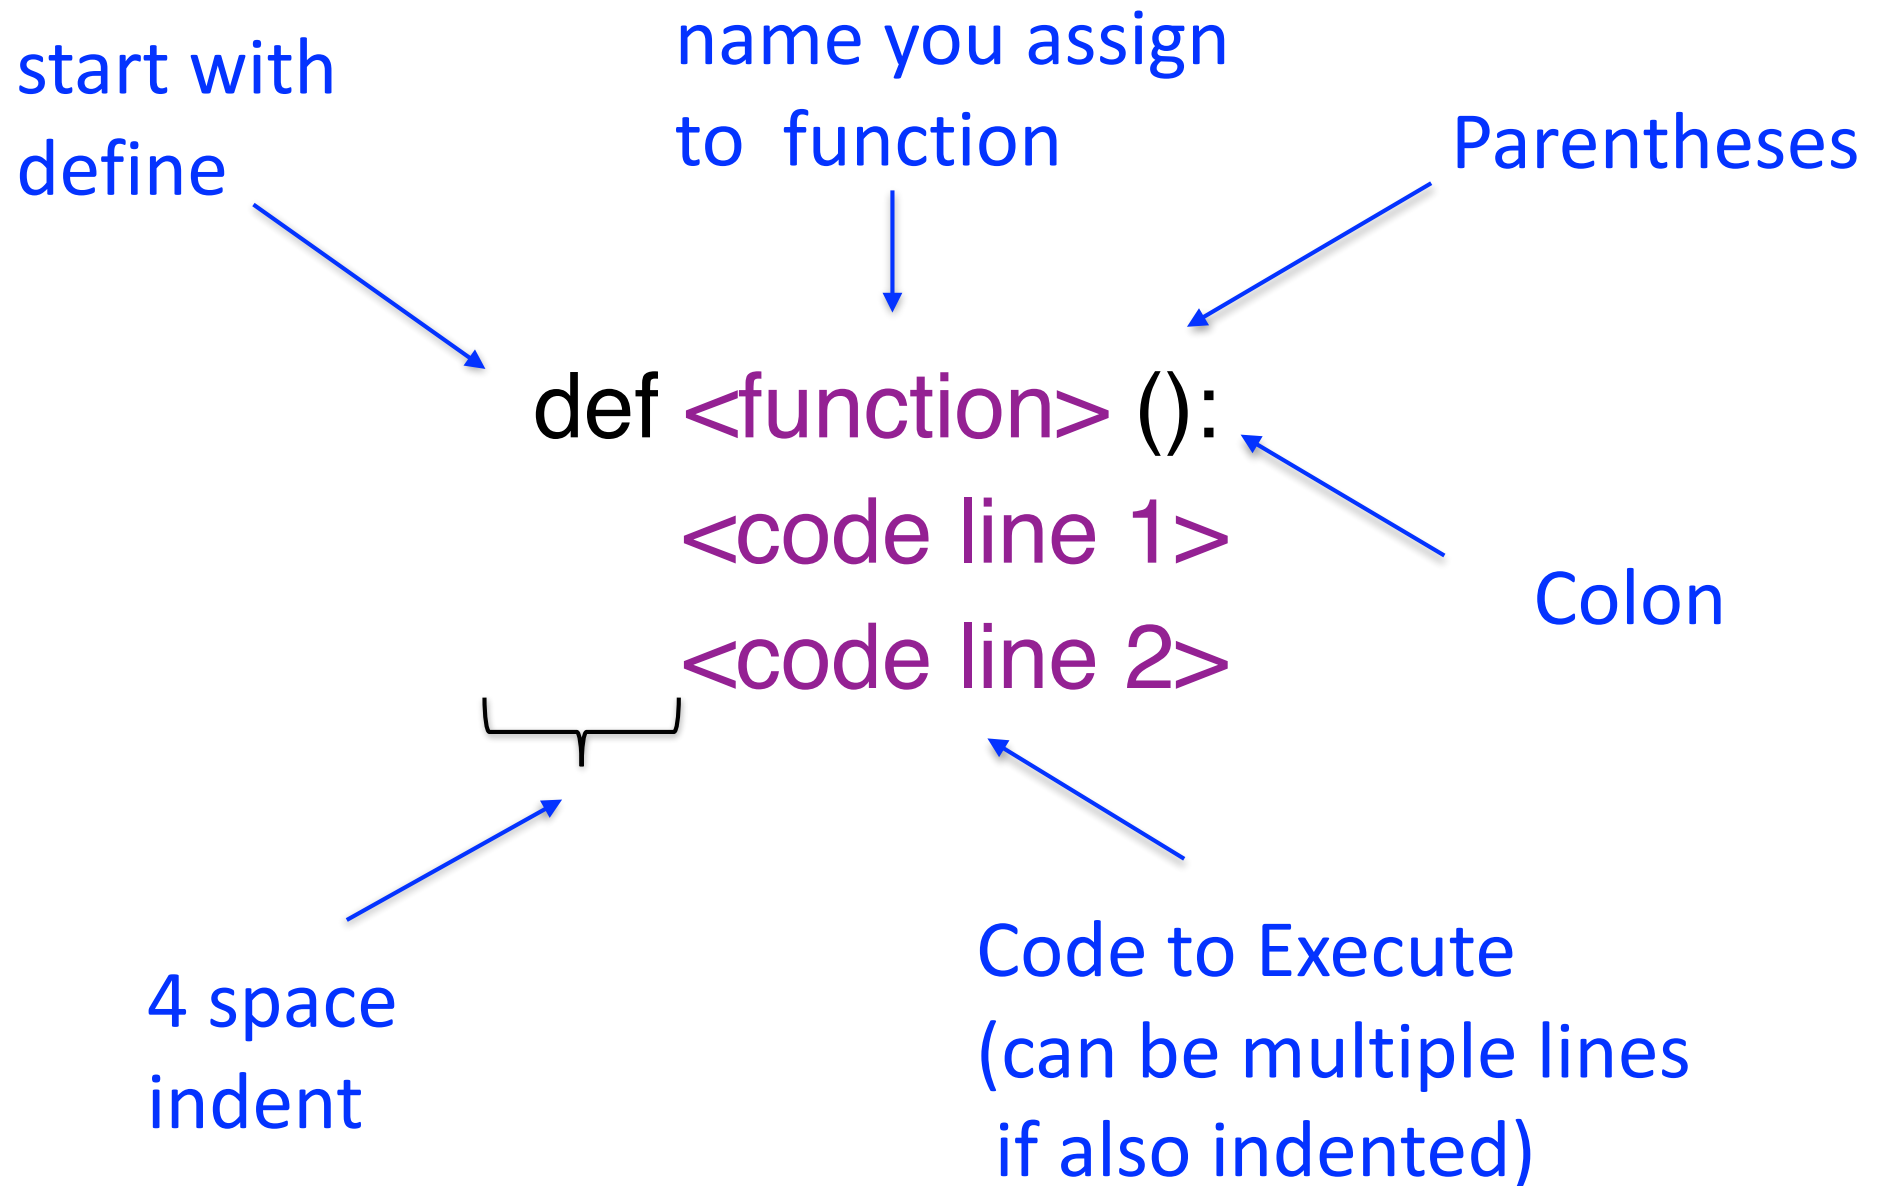 start with
define
name you assign
to  function
Parentheses
def <function> ():
<code line 1>
<code line 2>
Colon
4 space
indent
Code to Execute
(can be multiple lines
if also indented)